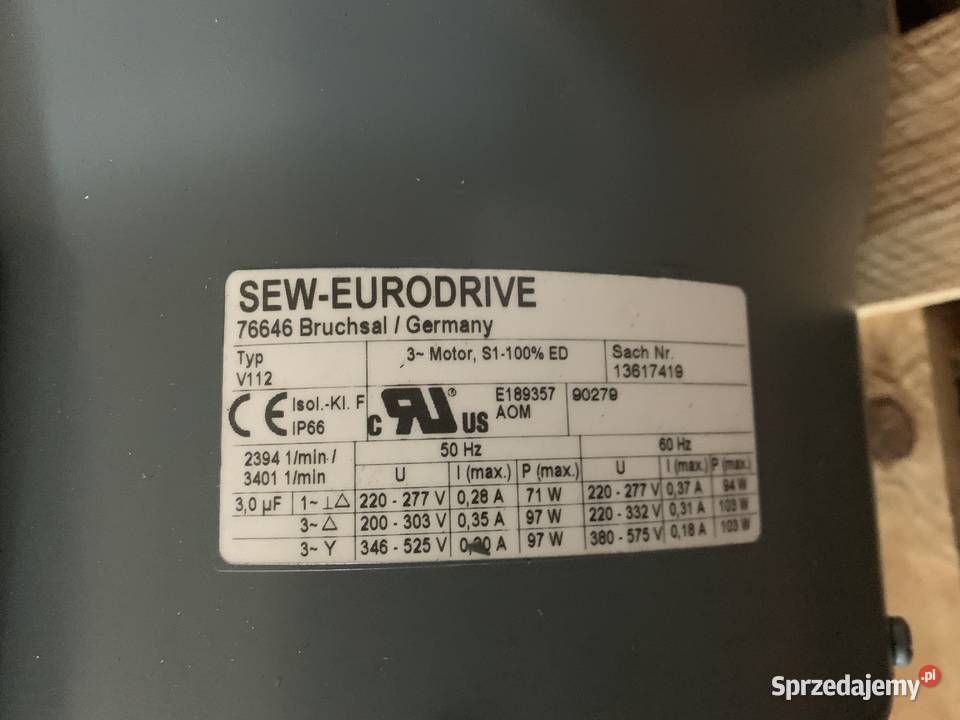 SEW-EURODRIVE
76646 Bruchsal / Germany
Typ
V112
3~ Motor, S1-100% ED
Sach Nr.
13617419
CE Isol.-Kl. F
IP66
c RU ® US
E189357
AOM
90279
2394 1/min /
3401 1/min
50 Hz
60 Hz
U I (max.) P (max.) U I (max.) P (max.)
3,0 µF 1~ ⊥△ 220 - 277 V 0,28 A 71 W 220 - 277 V 0,37 A 94 W
3~ △ 200 - 303 V 0,35 A 97 W 220 - 332 V 0,31 A 103 W
3~ Y 346 - 525 V A 97 W 380 - 575 V 0,18 A 103 W
Sprzedajemy.pl